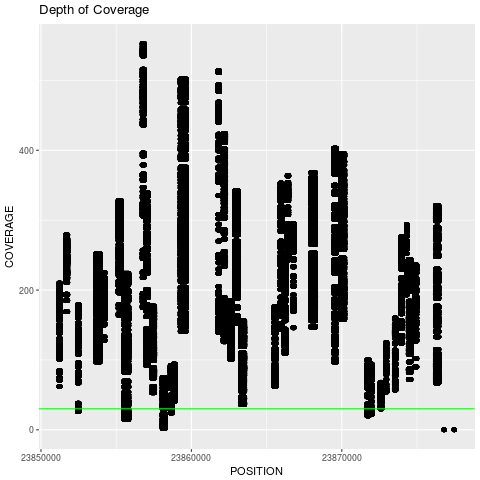 Depth of Coverage
COVERAGE
400
200
0
23850000 23860000 23870000
POSITION